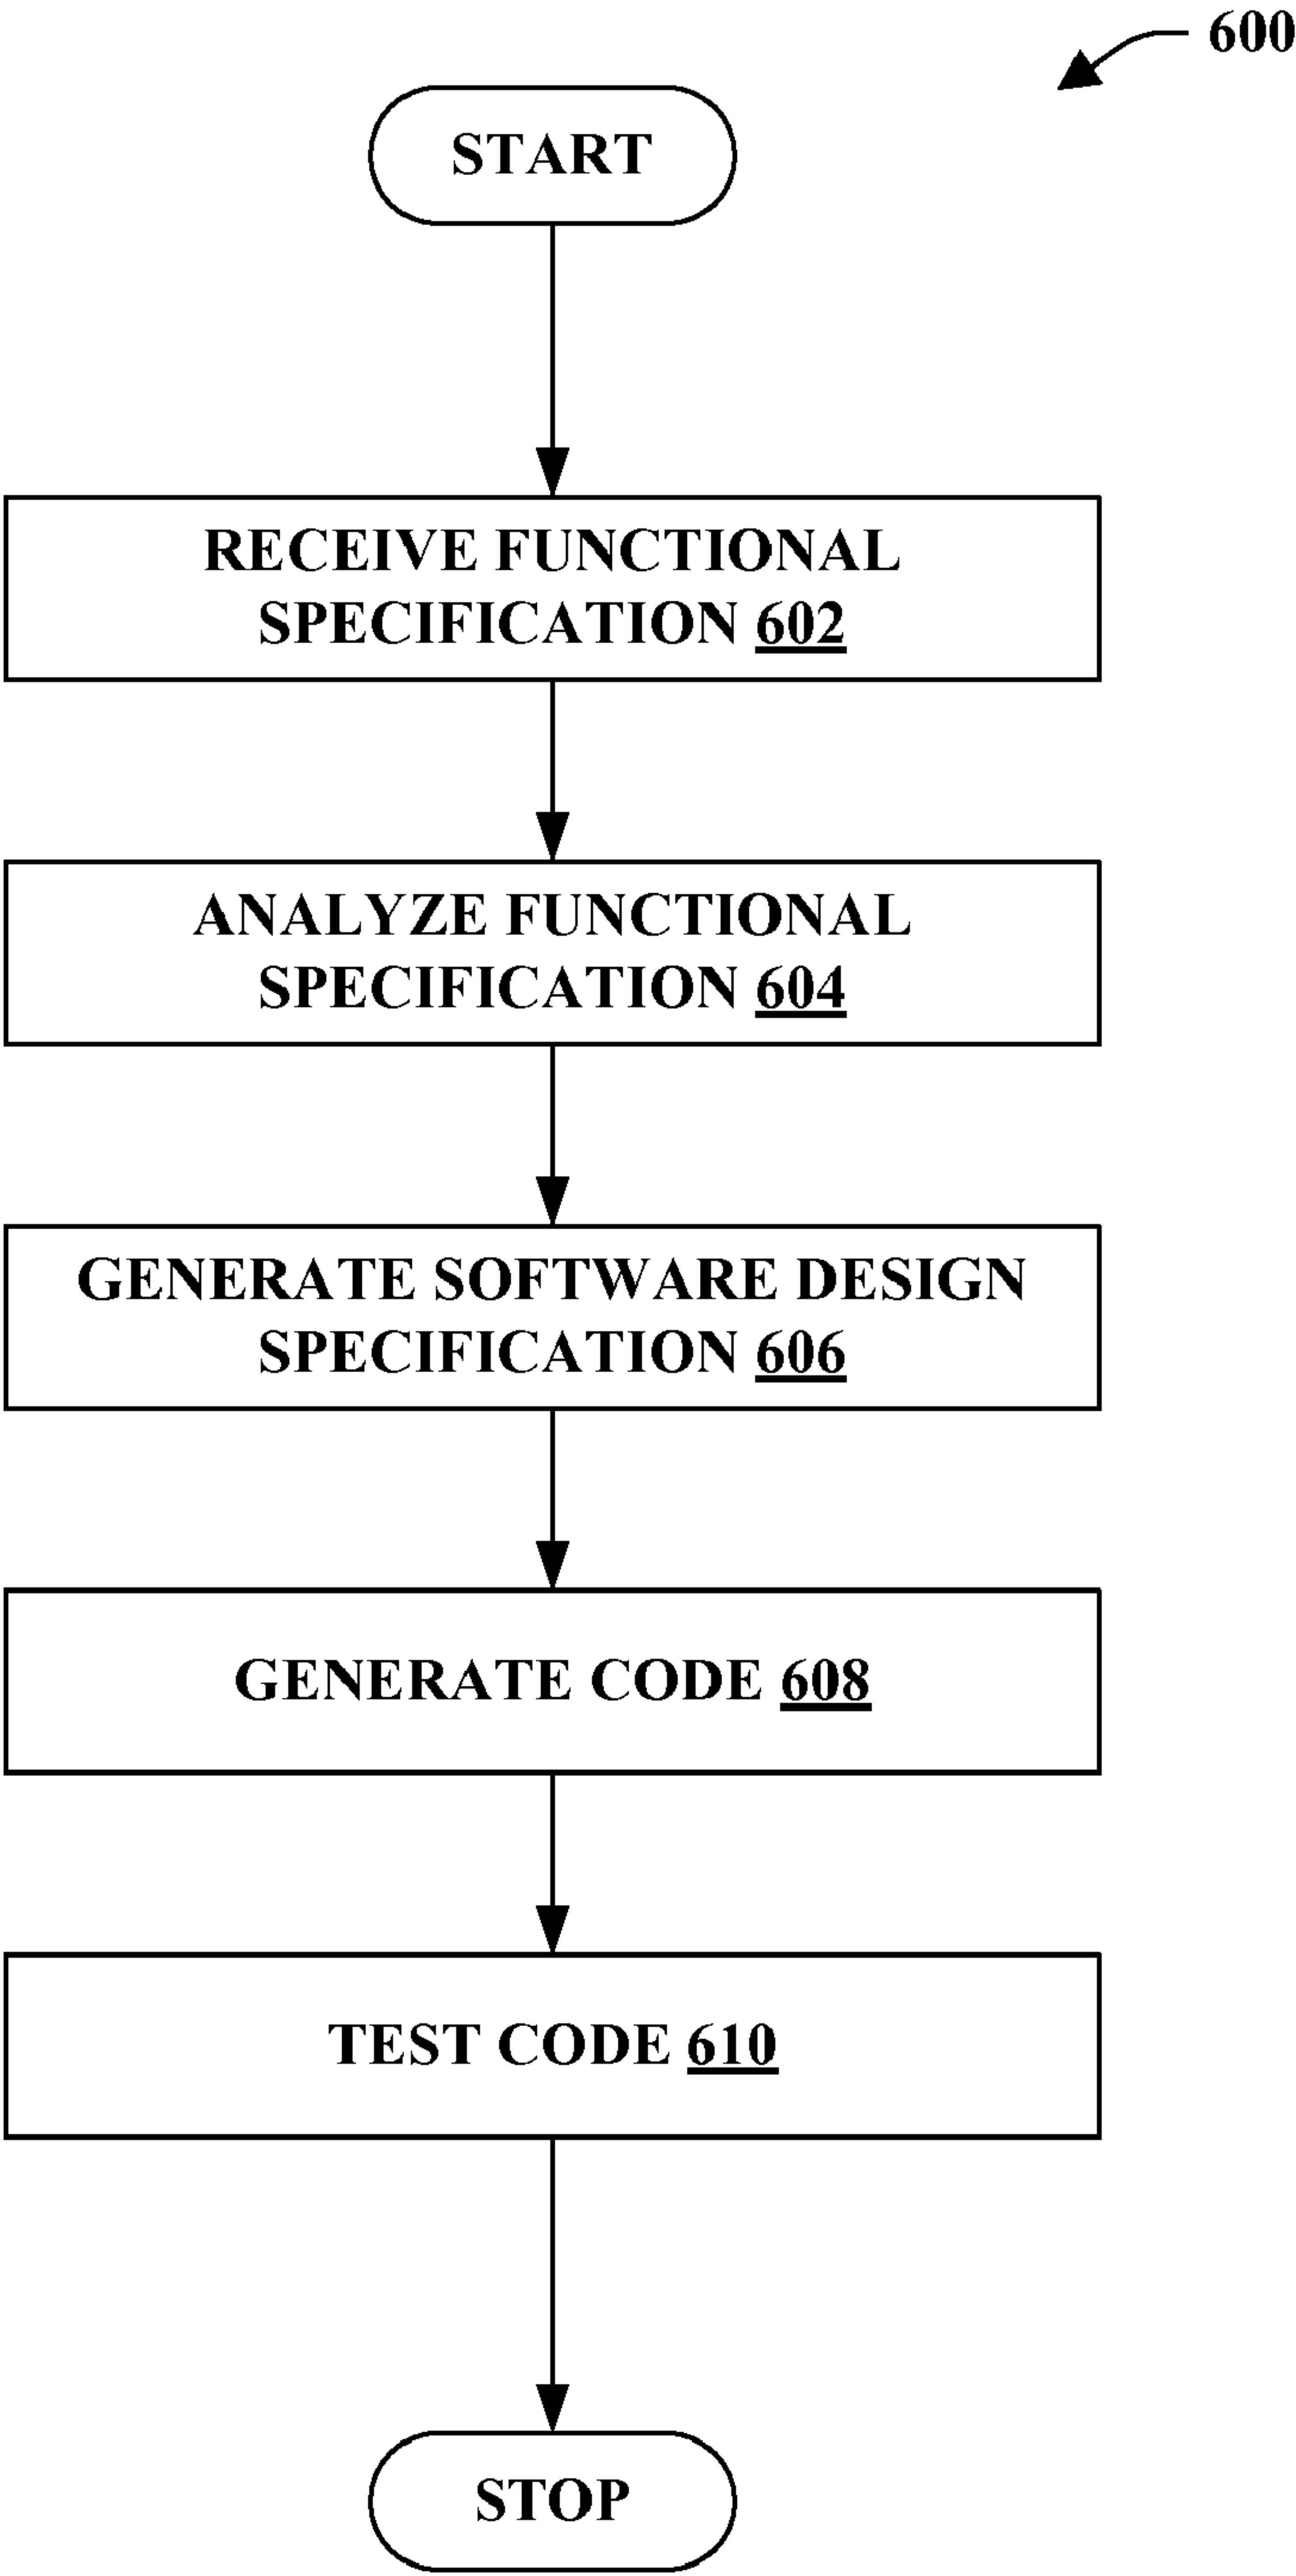 600
START
RECEIVE FUNCTIONAL
SPECIFICATION 602
ANALYZE FUNCTIONAL
SPECIFICATION 604
GENERATE SOFTWARE DESIGN
SPECIFICATION 606
GENERATE CODE 608
TEST CODE 610
STOP